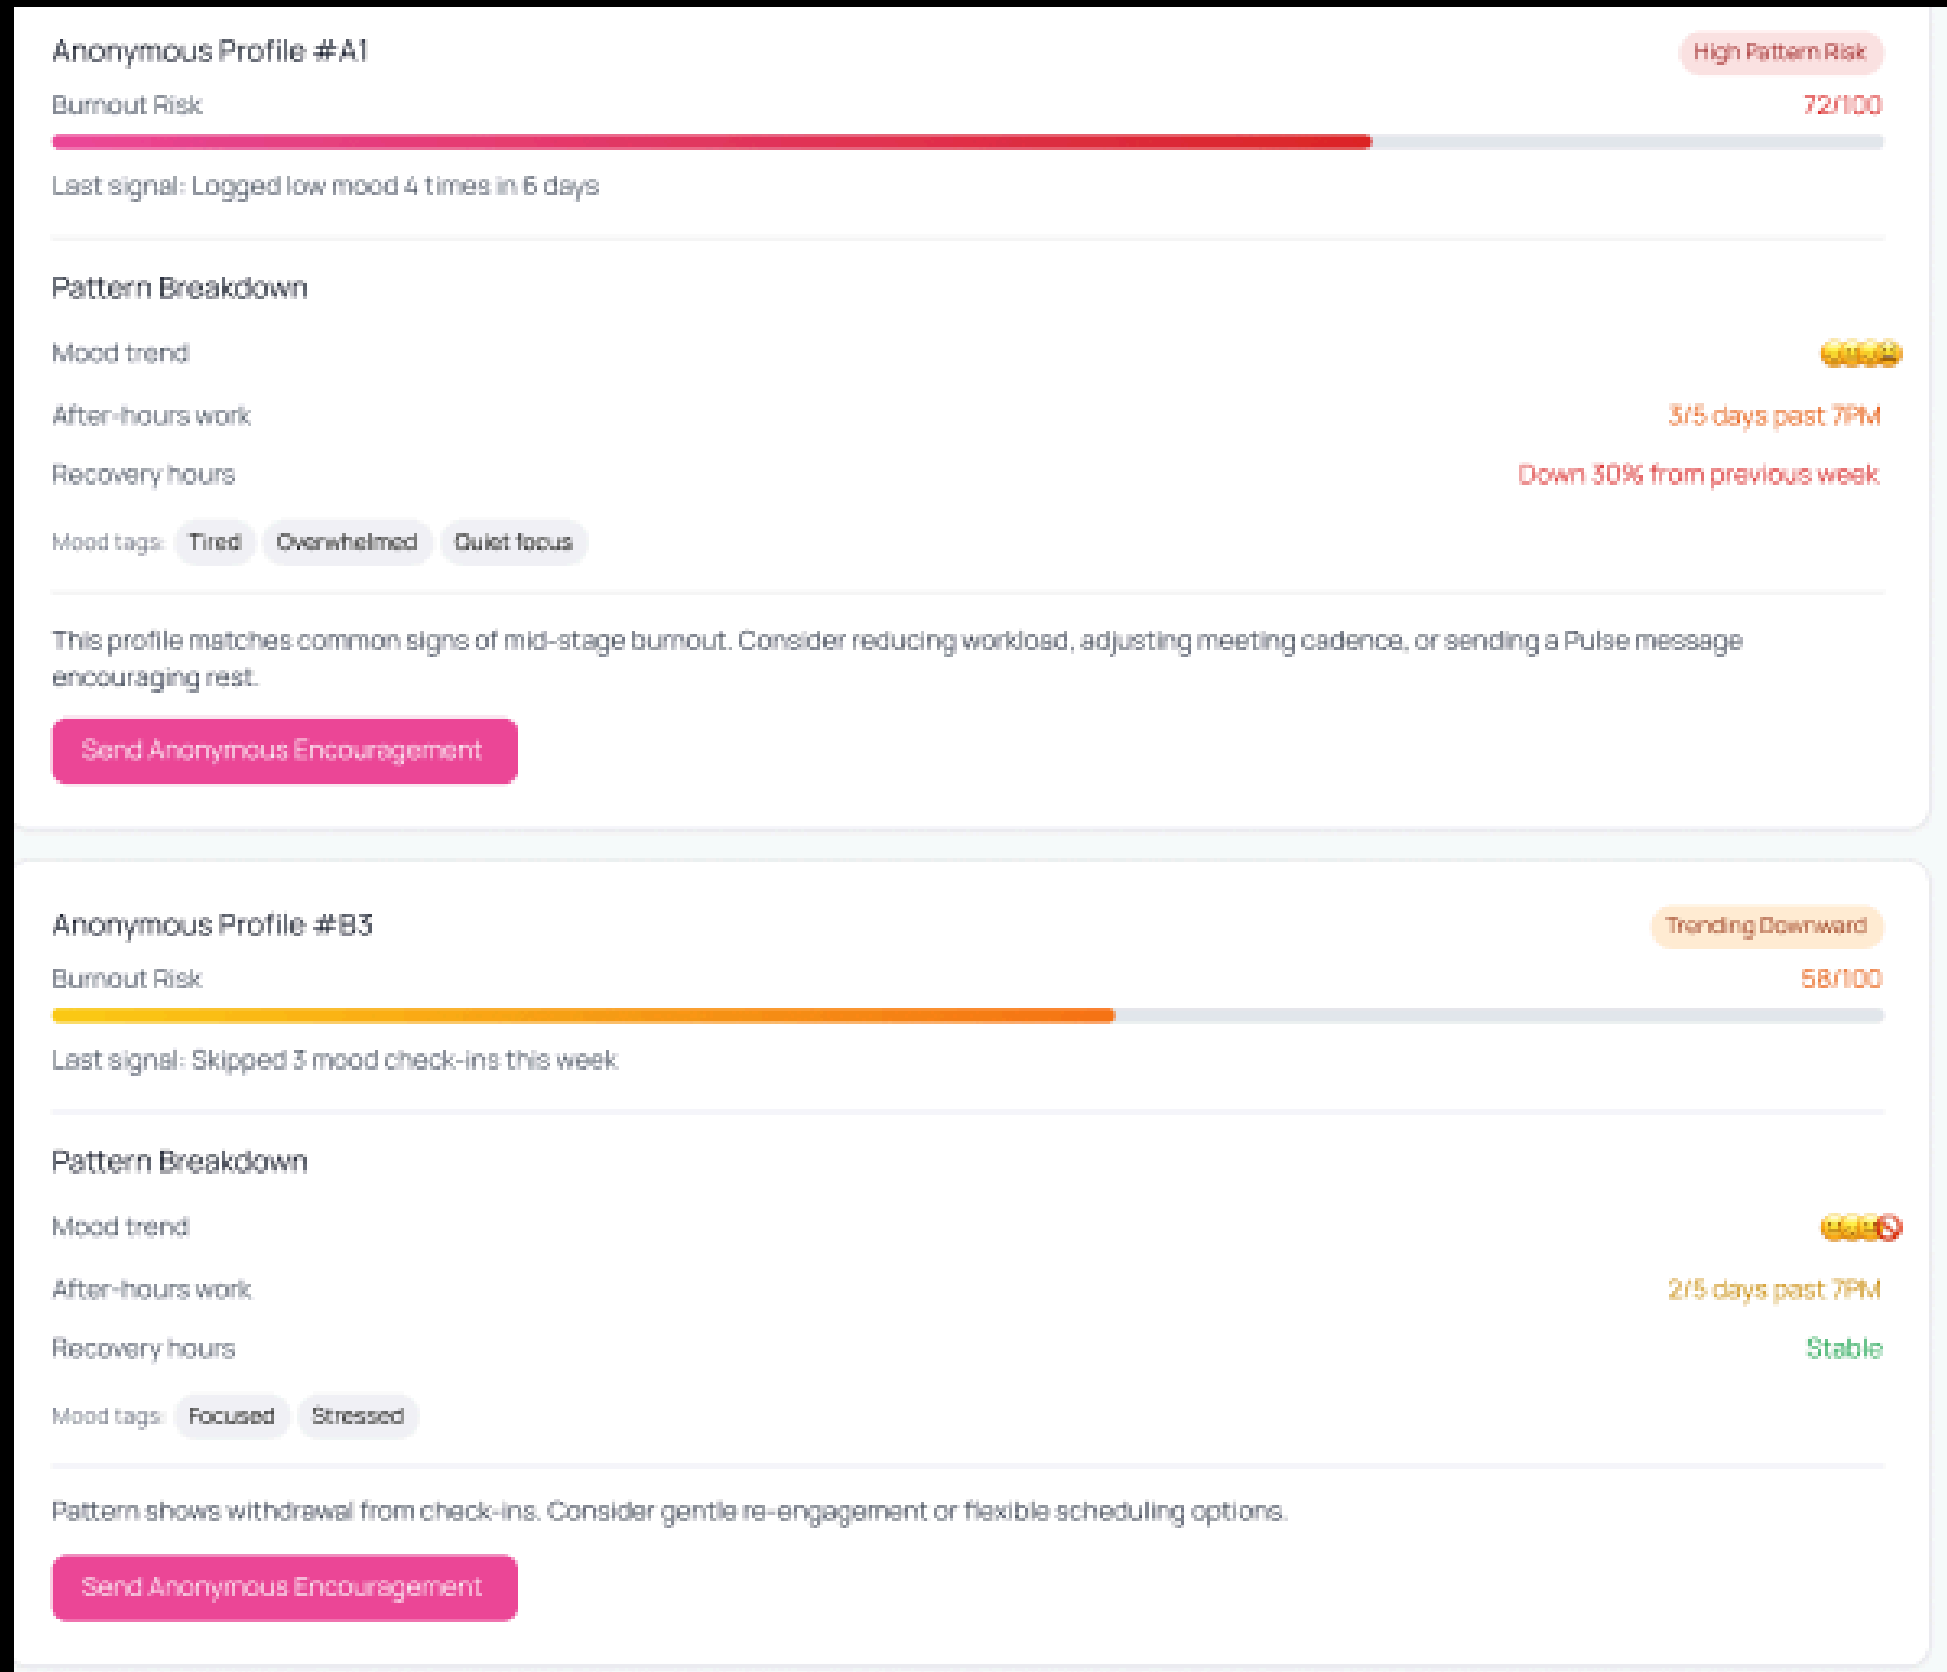 Anonymous Profile #A1
High Pattern Risk
Burnout Risk
72/100
Last signal: Logged low mood 4 times in 6 days
Pattern Breakdown
Mood trend
After-hours work
3/5 days past 7PM
Recovery hours
Down 30% from previous week
Mood tags: Tired Overwhelmed Quiet focus
This profile matches common signs of mid-stage burnout. Consider reducing workload, adjusting meeting cadence, or sending a Pulse message
encouraging rest.
Send Anonymous Encouragement
Anonymous Profile #B3
Trending Downward
Burnout Risk
58/100
Last signal: Skipped 3 mood check-ins this week
Pattern Breakdown
Mood trend
After-hours work
2/5 days past 7PM
Recovery hours
Stable
Mood tags: Focused Stressed
Pattern shows withdrawal from check-ins. Consider gentle re-engagement or flexible scheduling options.
Send Anonymous Encouragement